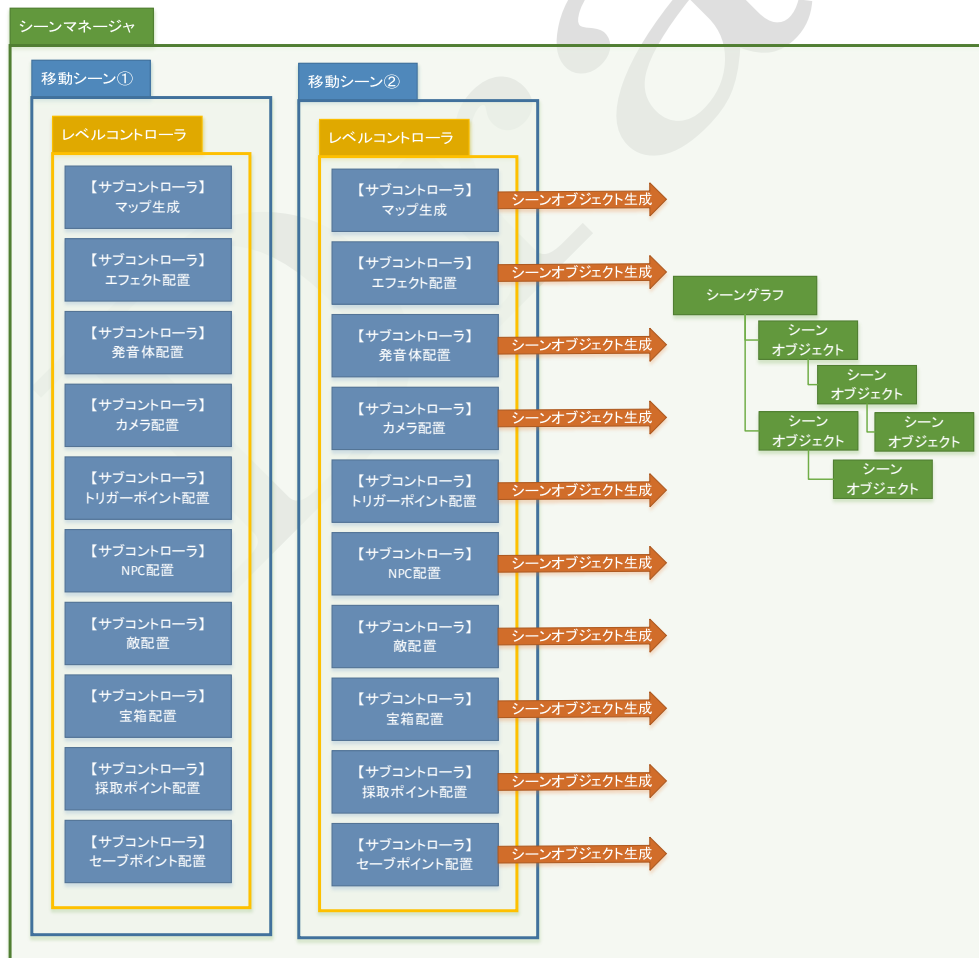 シーンマネージャ
移動シーン①
レベルコントローラ
【サブコントローラ】
マップ生成
【サブコントローラ】
エフェクト配置
【サブコントローラ】
発音体配置
【サブコントローラ】
カメラ配置
【サブコントローラ】
トリガーポイント配置
【サブコントローラ】
NPC配置
【サブコントローラ】
敵配置
【サブコントローラ】
宝箱配置
【サブコントローラ】
採取ポイント配置
【サブコントローラ】
セーブポイント配置
移動シーン②
レベルコントローラ
【サブコントローラ】
マップ生成
シーンオブジェクト生成
【サブコントローラ】
エフェクト配置
シーンオブジェクト生成
【サブコントローラ】
発音体配置
シーンオブジェクト生成
【サブコントローラ】
カメラ配置
シーンオブジェクト生成
【サブコントローラ】
トリガーポイント配置
シーンオブジェクト生成
【サブコントローラ】
NPC配置
シーンオブジェクト生成
【サブコントローラ】
敵配置
シーンオブジェクト生成
【サブコントローラ】
宝箱配置
シーンオブジェクト生成
【サブコントローラ】
採取ポイント配置
シーンオブジェクト生成
【サブコントローラ】
セーブポイント配置
シーンオブジェクト生成
シーングラフ
シーン
オブジェクト
シーン
オブジェクト
シーン
オブジェクト
シーン
オブジェクト
シーン
オブジェクト